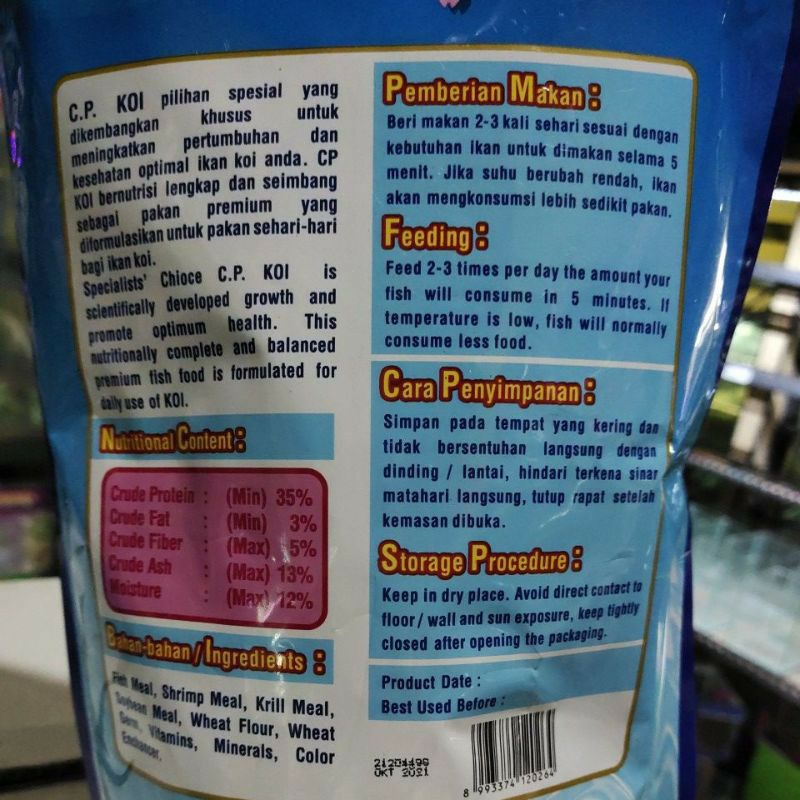 C.P. KOI pilihan spesial yang
dikembangkan khusus untuk
meningkatkan pertumbuhan dan
kesehatan optimal ikan koi anda. CP
KOI bernutrisi lengkap dan seimbang
sebagai pakan premium yang
diformulasikan untuk pakan sehari-hari
bagi ikan koi.
Specialists' Chioce C.P. KOI is
scientifically developed growth and
promote optimum health. This
nutritionally complete and balanced
premium fish food is formulated for
daily use of KOI.
Nutritional Content:
Crude Protein : (Min) 35%
Crude Fat : (Min) 3%
Crude Fiber : (Max) 5%
Crude Ash : (Max) 13%
Moisture : (Max) 12%
Bahan-bahan / Ingredients :
Fish Meal, Shrimp Meal, Krill Meal,
Soybean Meal, Wheat Flour, Wheat
Germ, Vitamins, Minerals, Color
Enchancer.
Pemberian Makan :
Beri makan 2-3 kali sehari sesuai dengan
kebutuhan ikan untuk dimakan selama 5
menit. Jika suhu berubah rendah, ikan
akan mengkonsumsi lebih sedikit pakan.
Feeding :
Feed 2-3 times per day the amount your
fish will consume in 5 minutes. If
temperature is low, fish will normally
consume less food.
Cara Penyimpanan :
Simpan pada tempat yang kering dan
tidak bersentuhan langsung dengan
dinding / lantai, hindari terkena sinar
matahari langsung, tutup rapat setelah
kemasan dibuka.
Storage Procedure :
Keep in dry place. Avoid direct contact to
floor / wall and sun exposure, keep tightly
closed after opening the packaging.
Product Date :
Best Used Before :
OKT 2021
8 993374 120264